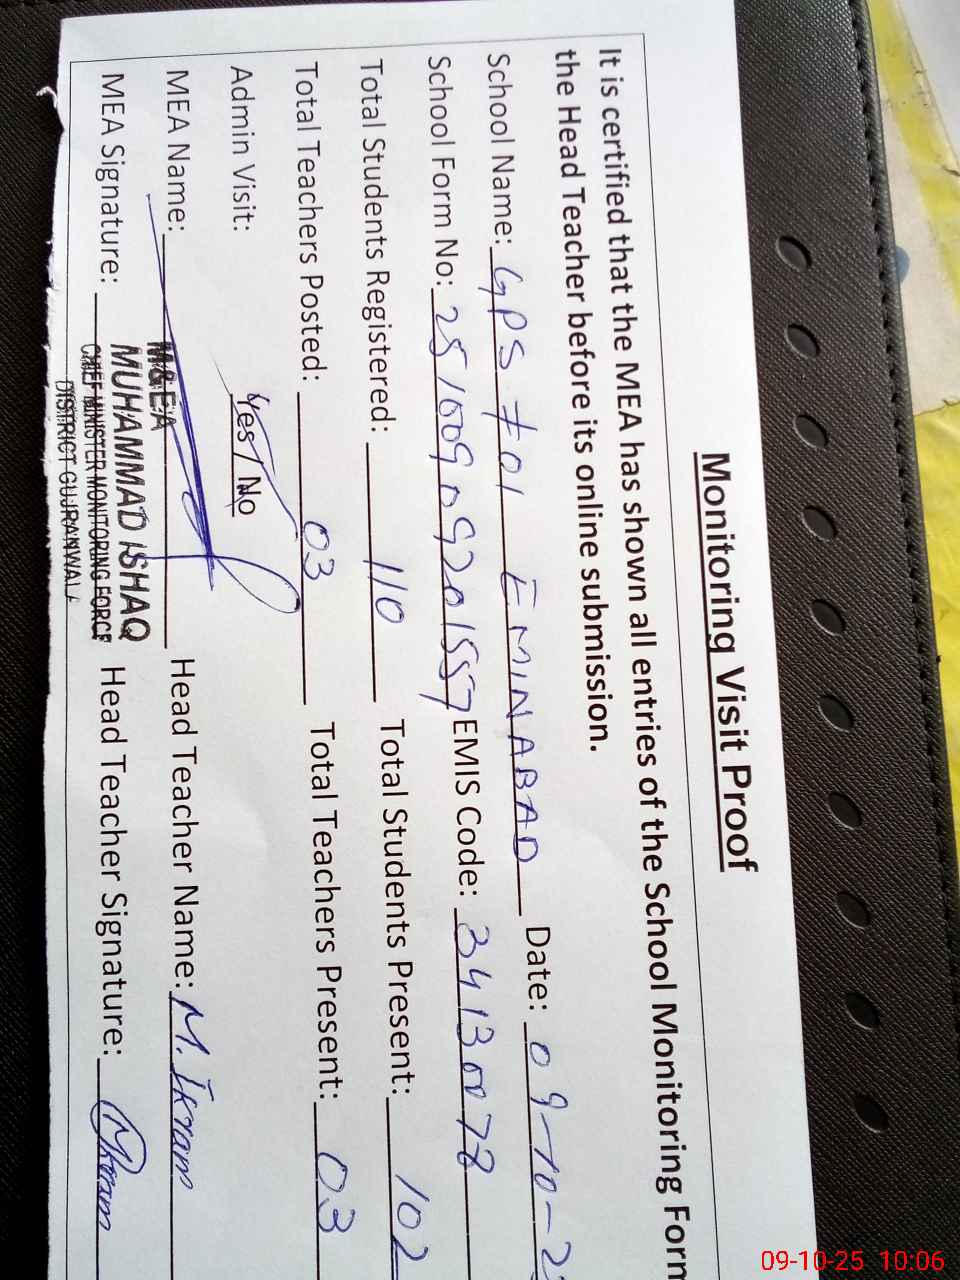 Monitoring Visit Proof
It is certified that the MEA has shown all entries of the School Monitoring Form
the Head Teacher before its online submission.
School Name: GPS #01 EMINABAD Date: 09-10-2
School Form No: EMIS Code: 34130078
Total Students Registered: 110 Total Students Present: 102
Total Teachers Posted: 03 Total Teachers Present: 03
Admin Visit: Yes / No
MEA Name: Head Teacher Name: M. Ikram
MEA Signature: Head Teacher Signature: Ikram
M&EA
MUHAMMAD ISHAQ
CHIEF MINISTER MONITORING FORCE
DISTRICT GUJRANWALA
09-10-25 10:06